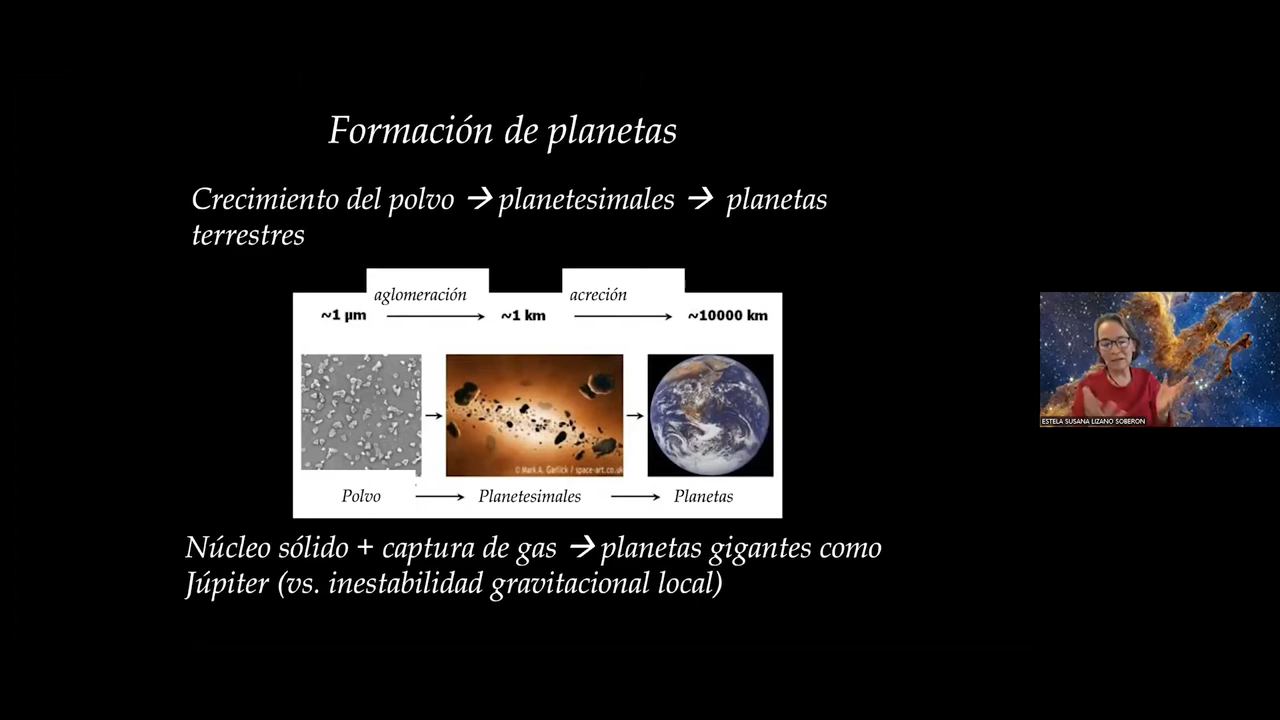 Formación de planetas
Crecimiento del polvo → planetesimales → planetas
terrestres
aglomeración acreción
~1 µm ~1 km ~10000 km
© Mark A. Garlick / space-art.co.uk
Polvo Planetesimales Planetas
Núcleo sólido + captura de gas → planetas gigantes como
Júpiter (vs. inestabilidad gravitacional local)
ESTELA SUSANA LIZANO SOBERON